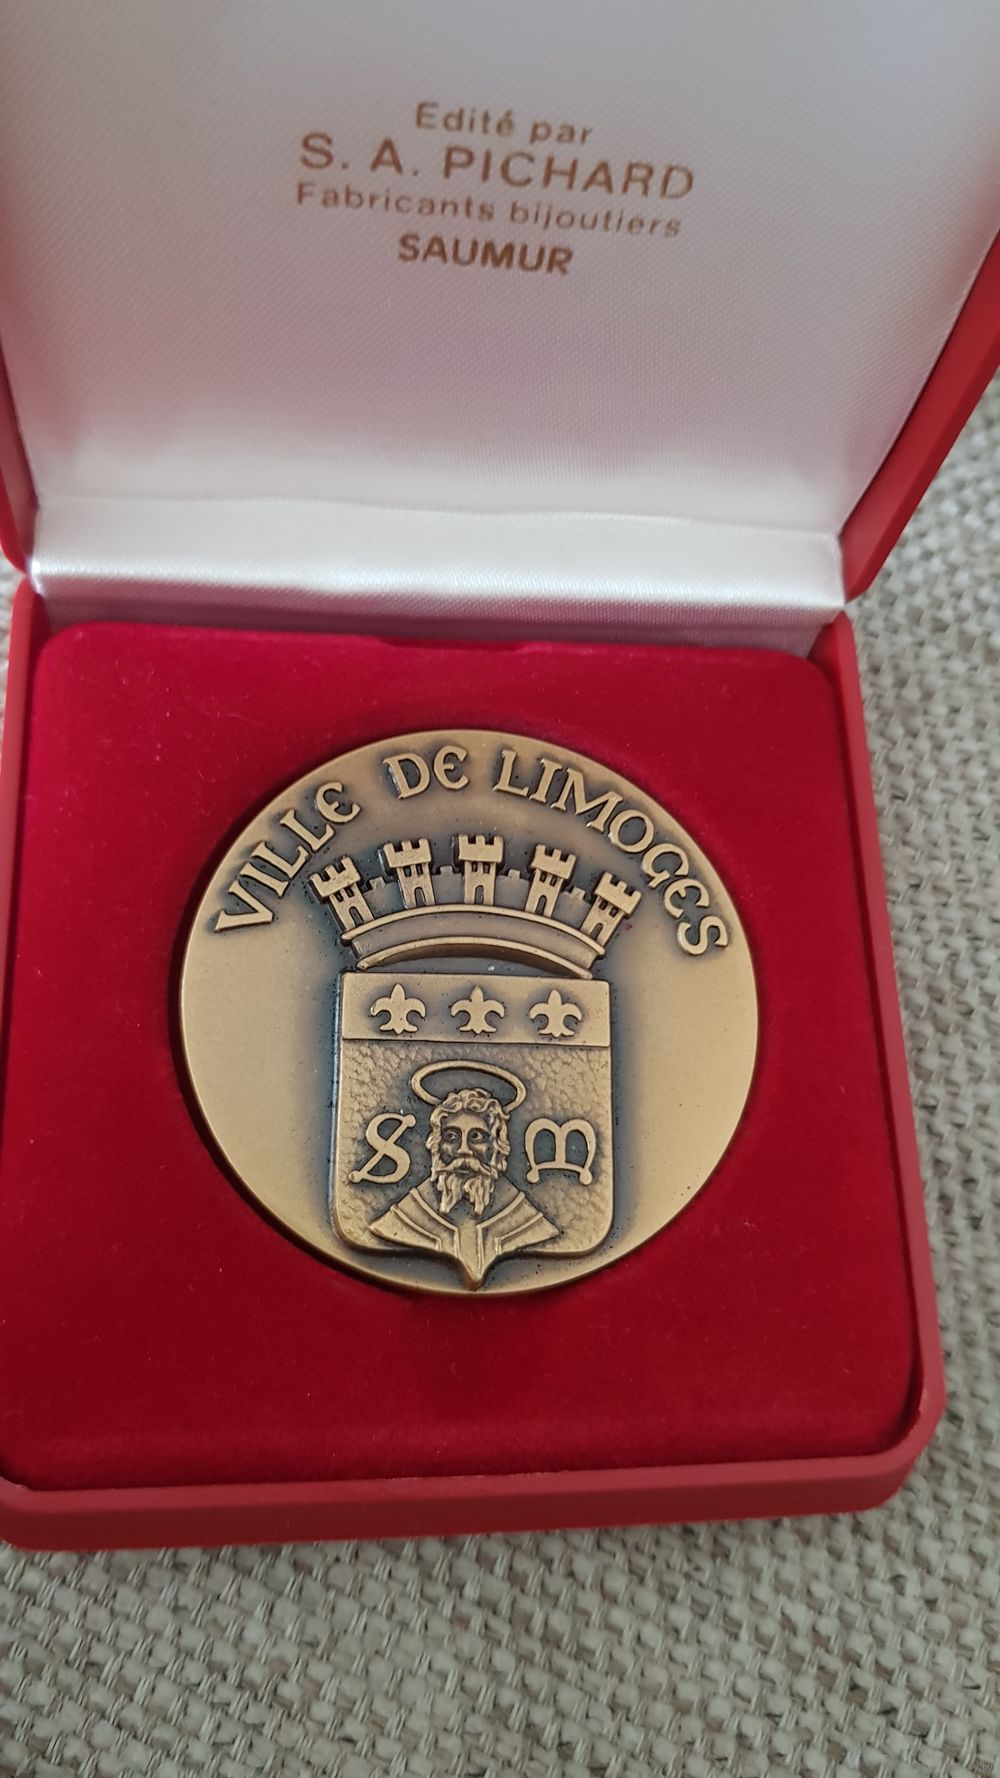 Edité par
S. A. PICHARD
Fabricants bijoutiers
SAUMUR
VILLE DE LIMOGES
S M